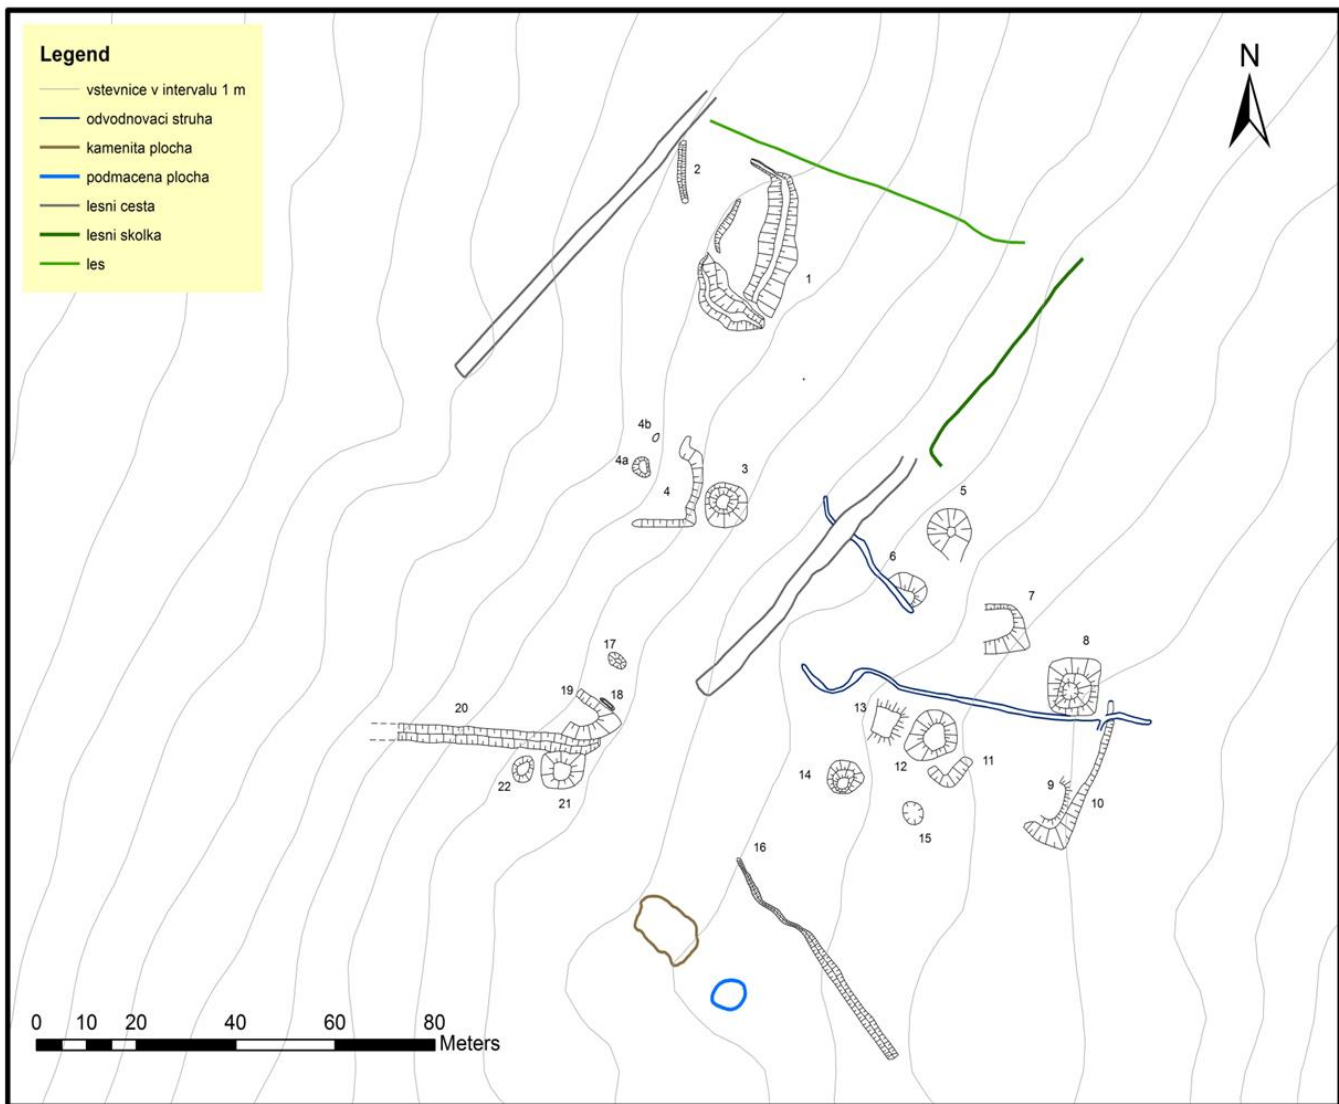 Legend
vstevnice v intervalu 1 m
odvodnovaci struha
kamenita plocha
podmacena plocha
lesni cesta
lesni skolka
les
N
2
1
4b
4a
3
4
5
6
7
8
17
19 18
20
13
12
11
14
9
10
22
21
15
16
0 10 20 40 60 80
Meters